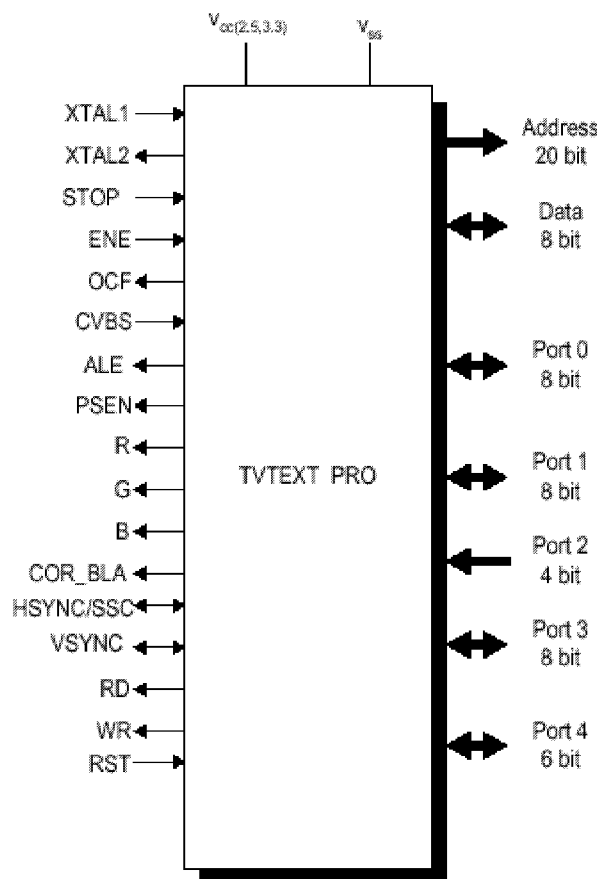 Vcc(2.5,3.3)
Vss
XTAL1
XTAL2
STOP
ENE
OCF
CVBS
ALE
PSEN
R
G
B
COR_BLA
HSYNC/SSC
VSYNC
RD
WR
RST
TVTEXT PRO
Address
20 bit
Data
8 bit
Port 0
8 bit
Port 1
8 bit
Port 2
4 bit
Port 3
8 bit
Port 4
6 bit